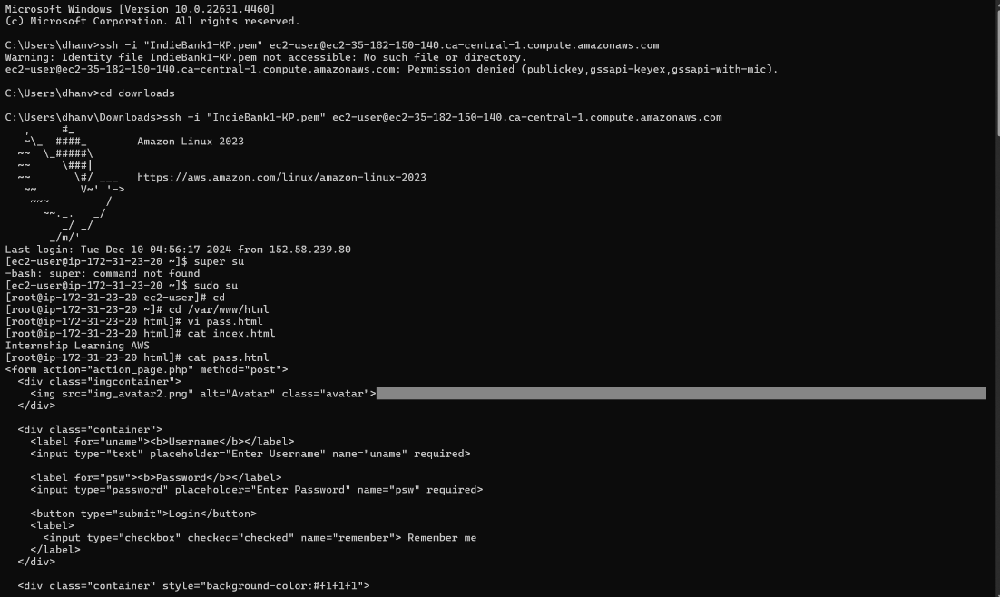 Microsoft Windows [Version 10.0.22631.4460]
(c) Microsoft Corporation. All rights reserved.

C:\Users\dhanv>ssh -i "IndieBank1-KP.pem" ec2-user@ec2-35-182-150-140.ca-central-1.compute.amazonaws.com
Warning: Identity file IndieBank1-KP.pem not accessible: No such file or directory.
ec2-user@ec2-35-182-150-140.ca-central-1.compute.amazonaws.com: Permission denied (publickey,gssapi-keyex,gssapi-with-mic).

C:\Users\dhanv>cd downloads

C:\Users\dhanv\Downloads>ssh -i "IndieBank1-KP.pem" ec2-user@ec2-35-182-150-140.ca-central-1.compute.amazonaws.com
   ,     #_
   ~\_  ####_        Amazon Linux 2023
  ~~  \_#####\
  ~~     \###|
  ~~       \#/ ___   https://aws.amazon.com/linux/amazon-linux-2023
   ~~       V~' '->
    ~~~         /
      ~~._.   _/
         _/ _/
       _/m/'
Last login: Tue Dec 10 04:56:17 2024 from 152.58.239.80
[ec2-user@ip-172-31-23-20 ~]$ super su
-bash: super: command not found
[ec2-user@ip-172-31-23-20 ~]$ sudo su
[root@ip-172-31-23-20 ec2-user]# cd
[root@ip-172-31-23-20 ~]# cd /var/www/html
[root@ip-172-31-23-20 html]# vi pass.html
[root@ip-172-31-23-20 html]# cat index.html
Internship Learning AWS
[root@ip-172-31-23-20 html]# cat pass.html
<form action="action_page.php" method="post">
  <div class="imgcontainer">
    <img src="img_avatar2.png" alt="Avatar" class="avatar">
  </div>

  <div class="container">
    <label for="uname"><b>Username</b></label>
    <input type="text" placeholder="Enter Username" name="uname" required>

    <label for="psw"><b>Password</b></label>
    <input type="password" placeholder="Enter Password" name="psw" required>

    <button type="submit">Login</button>
    <label>
      <input type="checkbox" checked="checked" name="remember"> Remember me
    </label>
  </div>

  <div class="container" style="background-color:#f1f1f1">